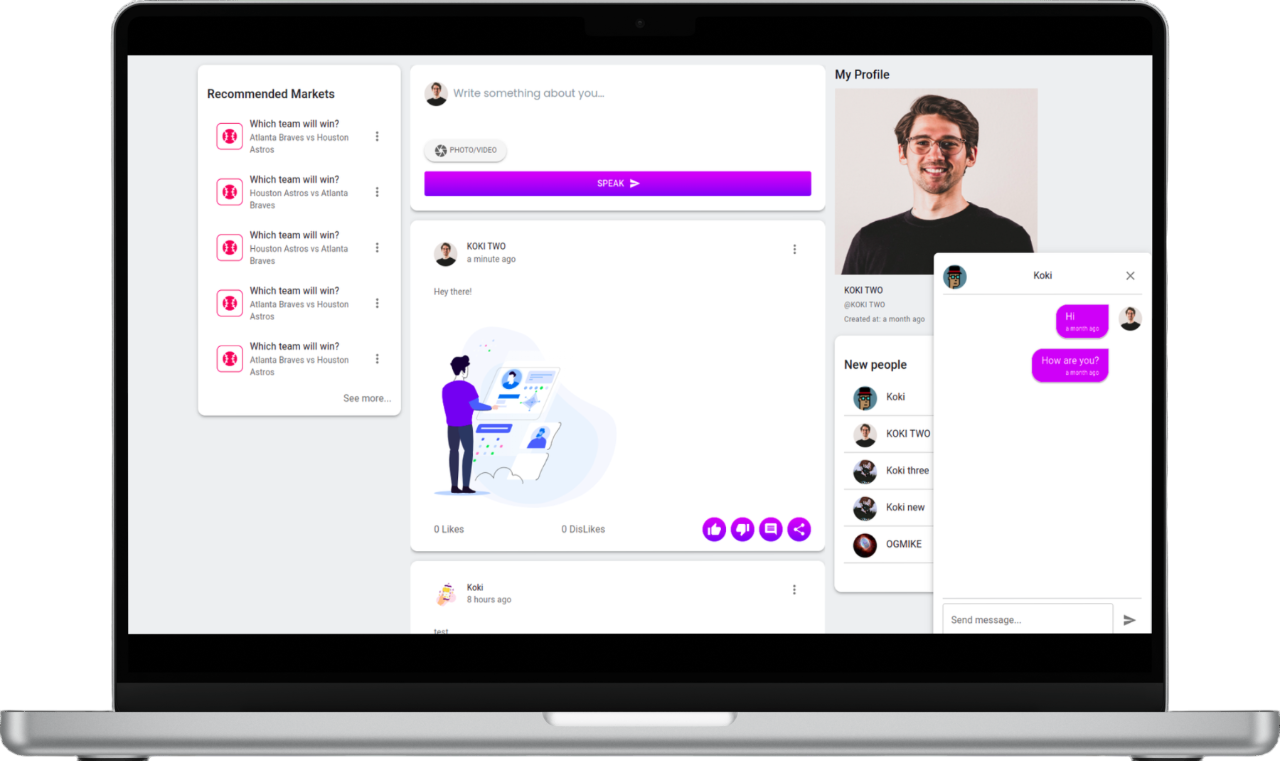 Recommended Markets
Which team will win?
Atlanta Braves vs Houston
Astros
Which team will win?
Houston Astros vs Atlanta
Braves
Which team will win?
Houston Astros vs Atlanta
Braves
Which team will win?
Atlanta Braves vs Houston
Astros
Which team will win?
Atlanta Braves vs Houston
Astros
See more...
Write something about you...
PHOTO/VIDEO
SPEAK
KOKI TWO
a minute ago
Hey there!
0 Likes
0 DisLikes
Koki
8 hours ago
test
My Profile
KOKI TWO
@KOKI TWO
Created at: a month ago
New people
Koki
KOKI TWO
Koki three
Koki new
OGMIKE
Koki
Hi
a month ago
How are you?
a month ago
Send message...